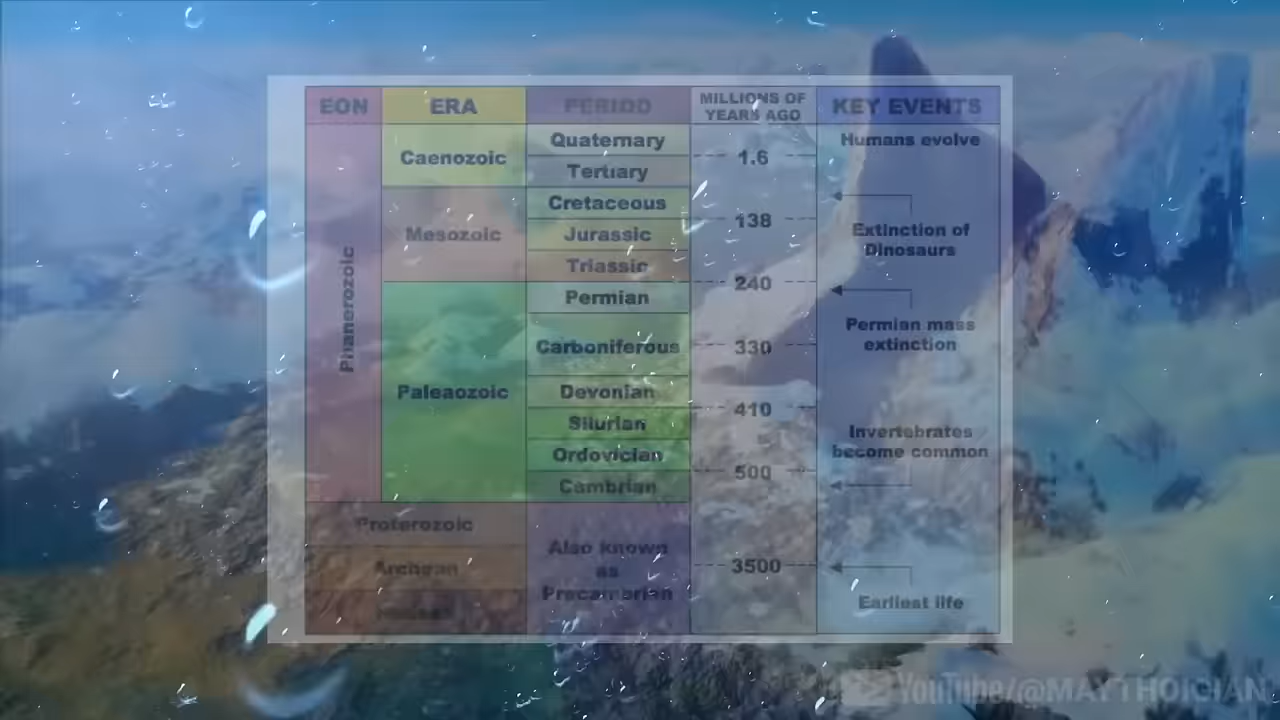 EON
ERA
PERIOD
MILLIONS OF
YEARS AGO
KEY EVENTS
Phanerozoic
Caenozoic
Quaternary
Tertiary
1.6
Humans evolve
Mesozoic
Cretaceous
Jurassic
Triassic
138
240
Extinction of
Dinosaurs
Paleaozoic
Permian
Carboniferous
Devonian
Silurian
Ordovician
Cambrian
330
410
500
Permian mass
extinction
Invertebrates
become common
Proterozoic
Archean
Also known
as
Precambrian
3500
Earliest life
YouTube/@MAYTHOIGIAN